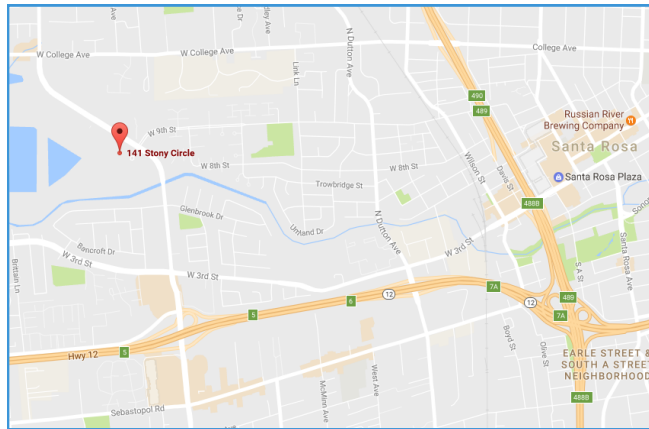 W College Ave
W College Ave
College Ave
N Dutton Ave
Link Ln
490
489
Russian River
Brewing Company
Santa Rosa
W 9th St
141 Stony Circle
W 8th St
W 8th St
Wilson St
Davis St
Santa Rosa Plaza
Trowbridge St
488B
Glenbrook Dr
N Dutton Ave
W 3rd St
Bancroft Dr
W 3rd St
W 3rd St
Brittain Ln
Santa Rosa Ave
S A St
7A
12
6
5
12
489
7A
Hwy 12
5
Boyd St
Olive St
EARLE STREET &
SOUTH A STREET
NEIGHBORHOOD
West Ave
McMinn Ave
488B
Sebastopol Rd